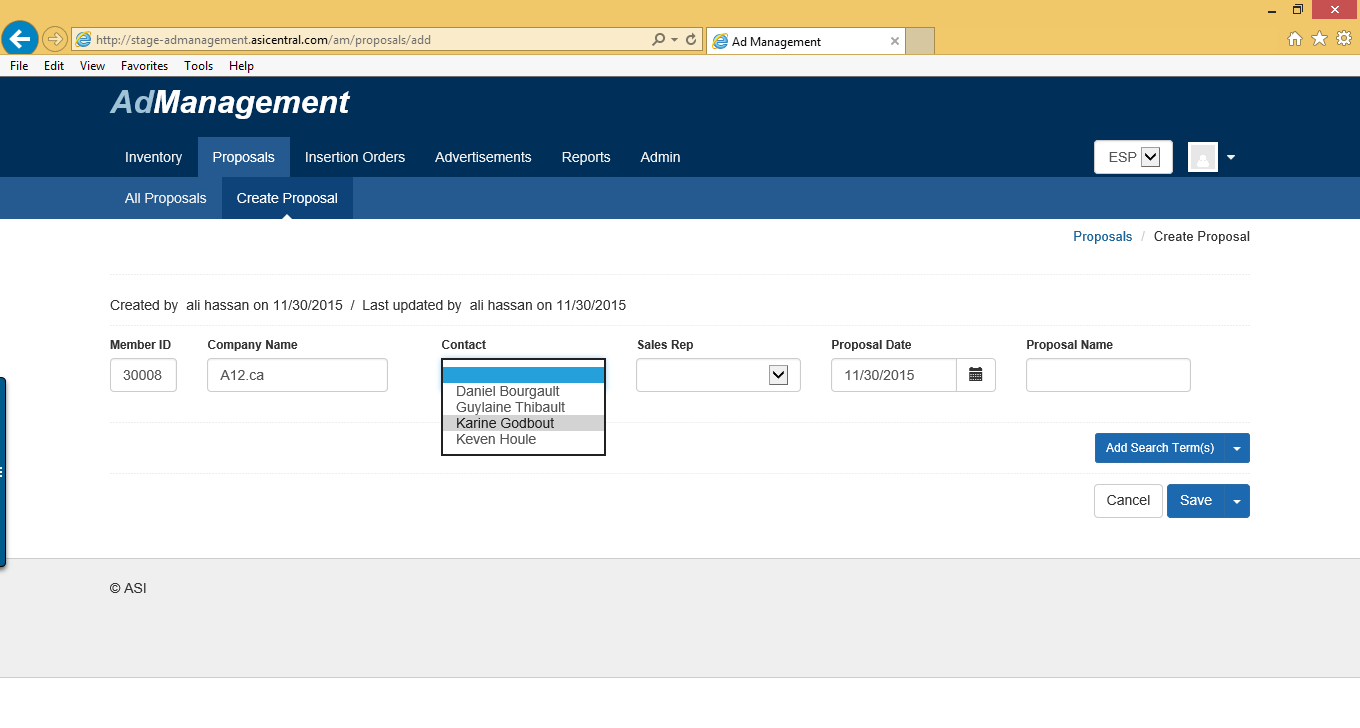 http://stage-admanagement.asicentral.com/am/proposals/add
Ad Management
File Edit View Favorites Tools Help
AdManagement
Inventory Proposals Insertion Orders Advertisements Reports Admin ESP
All Proposals Create Proposal
Proposals / Create Proposal
Created by ali hassan on 11/30/2015 / Last updated by ali hassan on 11/30/2015
Member ID Company Name Contact Sales Rep Proposal Date Proposal Name
30008 A12.ca 11/30/2015
Daniel Bourgault
Guylaine Thibault
Karine Godbout
Keven Houle
Add Search Term(s)
Cancel Save
© ASI